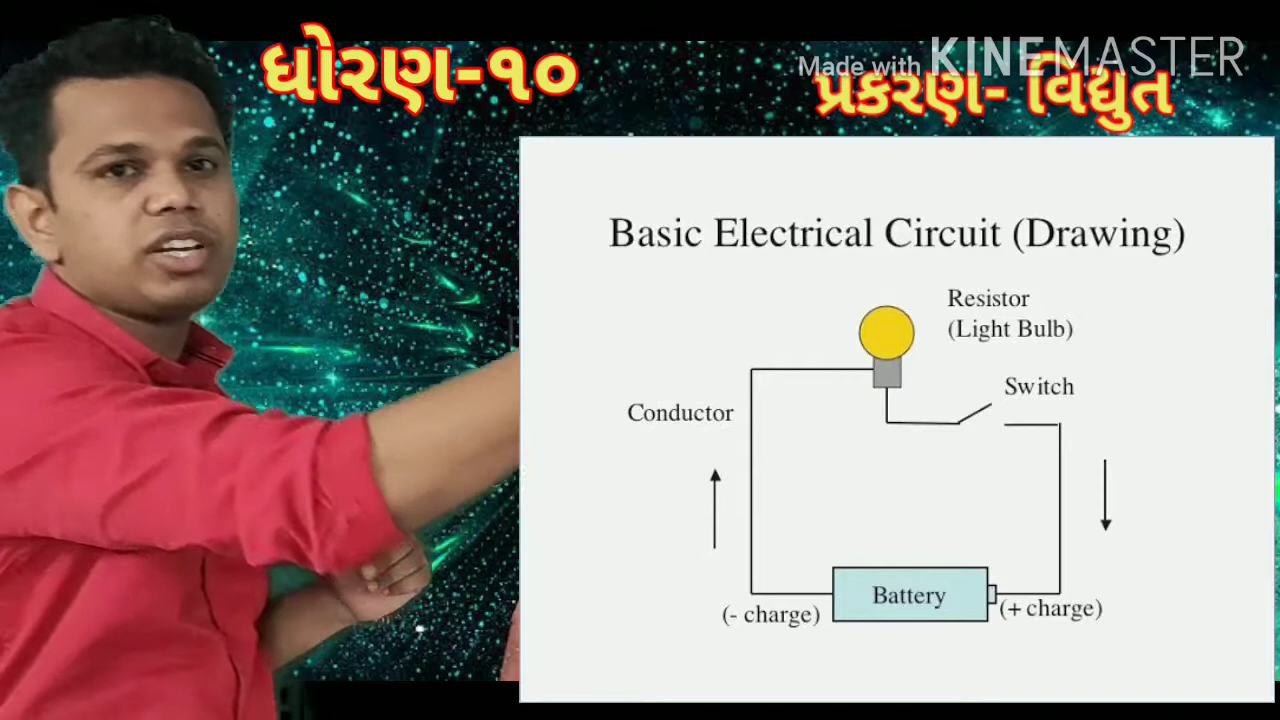 ધોરણ-૧૦
Made with KINEMASTER
પ્રકરણ- વિદ્યુત
Basic Electrical Circuit (Drawing)
Resistor
(Light Bulb)
Switch
Conductor
Battery
(- charge)
(+ charge)